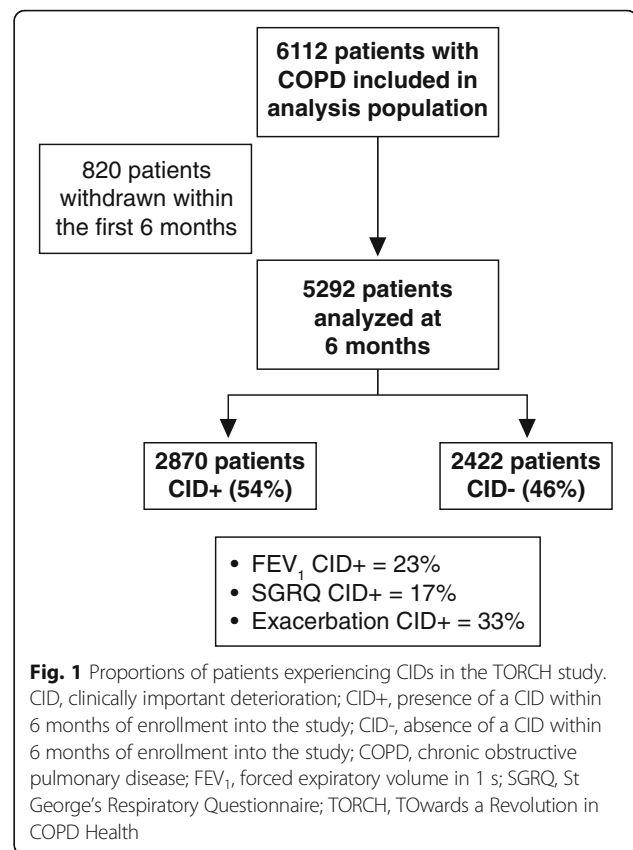 6112 patients with
COPD included in
analysis population
820 patients
withdrawn within
the first 6 months
5292 patients
analyzed at
6 months
2870 patients
CID+ (54%)
2422 patients
CID- (46%)
• FEV₁ CID+ = 23%
• SGRQ CID+ = 17%
• Exacerbation CID+ = 33%
Fig. 1 Proportions of patients experiencing CIDs in the TORCH study.
CID, clinically important deterioration; CID+, presence of a CID within
6 months of enrollment into the study; CID-, absence of a CID within
6 months of enrollment into the study; COPD, chronic obstructive
pulmonary disease; FEV₁, forced expiratory volume in 1 s; SGRQ, St
George's Respiratory Questionnaire; TORCH, TOwards a Revolution in
COPD Health